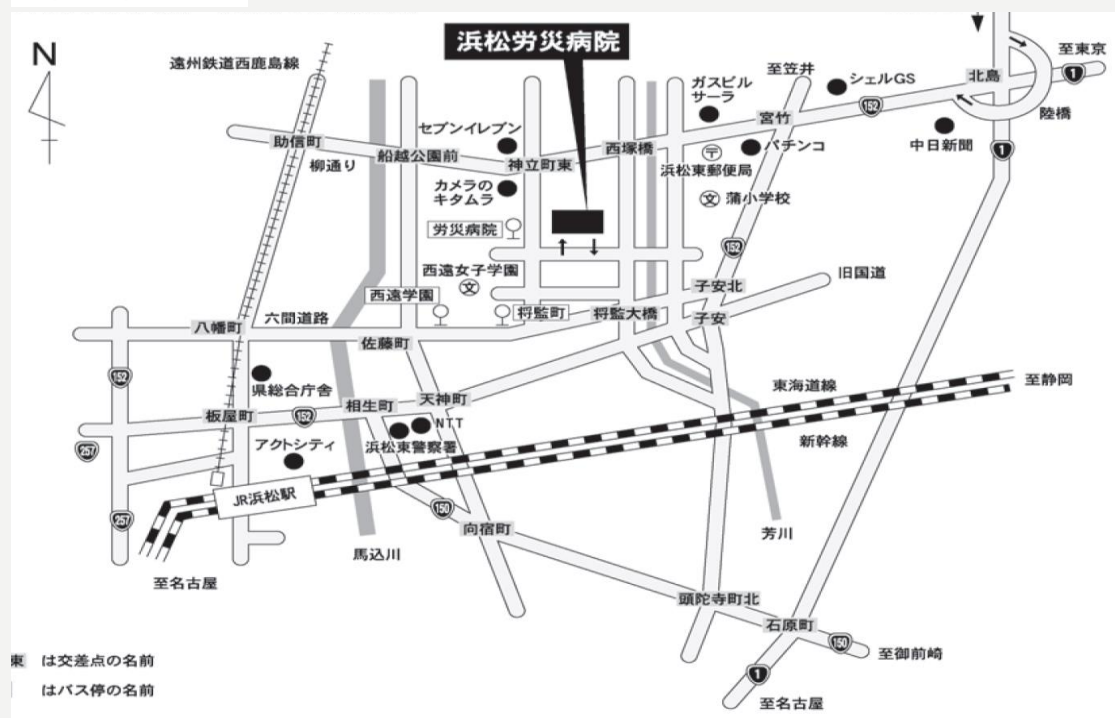 浜松労災病院
N
遠州鉄道西鹿島線
至笠井
シェルGS
北島
至東京
1
ガスビル
サーラ
152
陸橋
宮竹
助信町
セブンイレブン
西塚橋
パチンコ
中日新聞
1
柳通り
船越公園前
神立町東
〒
浜松東郵便局
カメラの
キタムラ
文
蒲小学校
労災病院
152
西遠女子学園
文
旧国道
子安北
西遠学園
将監町
将監大橋
子安
六間道路
八幡町
佐藤町
152
県総合庁舎
東海道線
至静岡
天神町
相生町
板屋町
152
NTT
新幹線
257
アクトシティ
浜松東警察署
JR浜松駅
150
257
向宿町
芳川
馬込川
至名古屋
頭陀寺町北
石原町
150
至御前崎
東 は交差点の名前
1
はバス停の名前
至名古屋